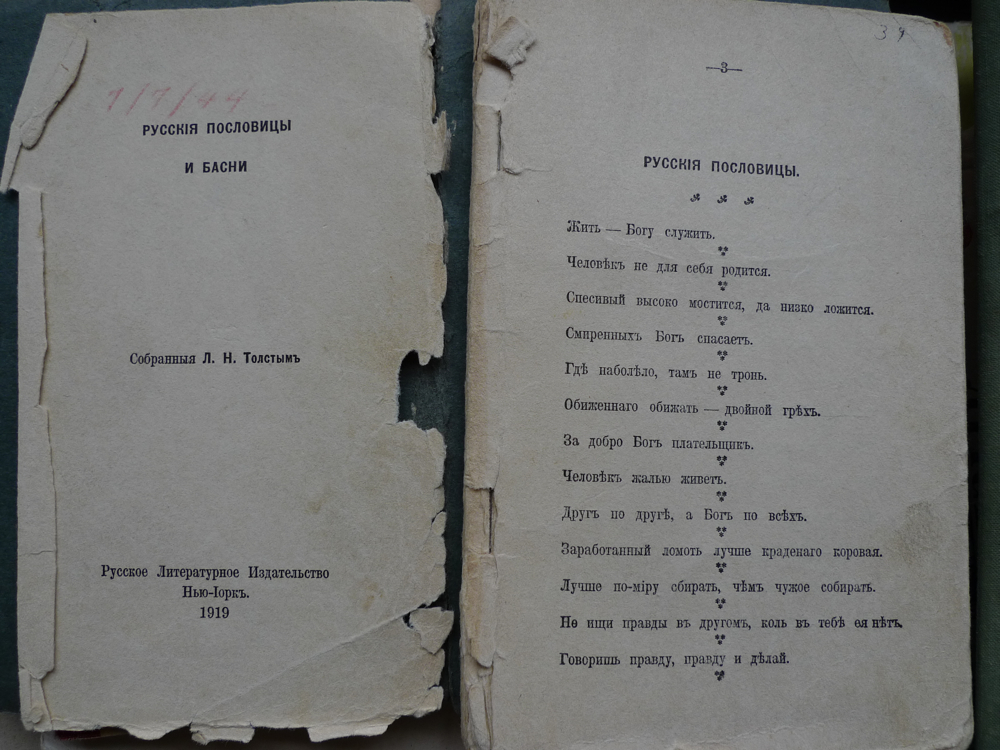 7/7/44
РУССКІЯ ПОСЛОВИЦЫ
И БАСНИ
Собранныя Л. Н. Толстымъ
Русское Литературное Издательство
Нью-Іоркъ.
1919
39
—3—
РУССКІЯ ПОСЛОВИЦЫ.
Жить — Богу служить.
Человѣкъ не для себя родится.
Спесивый высоко мостится, да низко ложится.
Смиренныхъ Богъ спасаетъ.
Гдѣ наболѣло, тамъ не тронь.
Обиженнаго обижать — двойной грѣхъ.
За добро Богъ плательщикъ.
Человѣкъ жалью живетъ.
Другъ по другѣ, а Богъ по всѣхъ.
Заработанный ломоть лучше краденаго коровая.
Лучше по-міру сбирать, чѣмъ чужое собирать.
Не ищи правды въ другомъ, коль въ тебѣ ея нѣтъ.
Говоришь правду, правду и дѣлай.